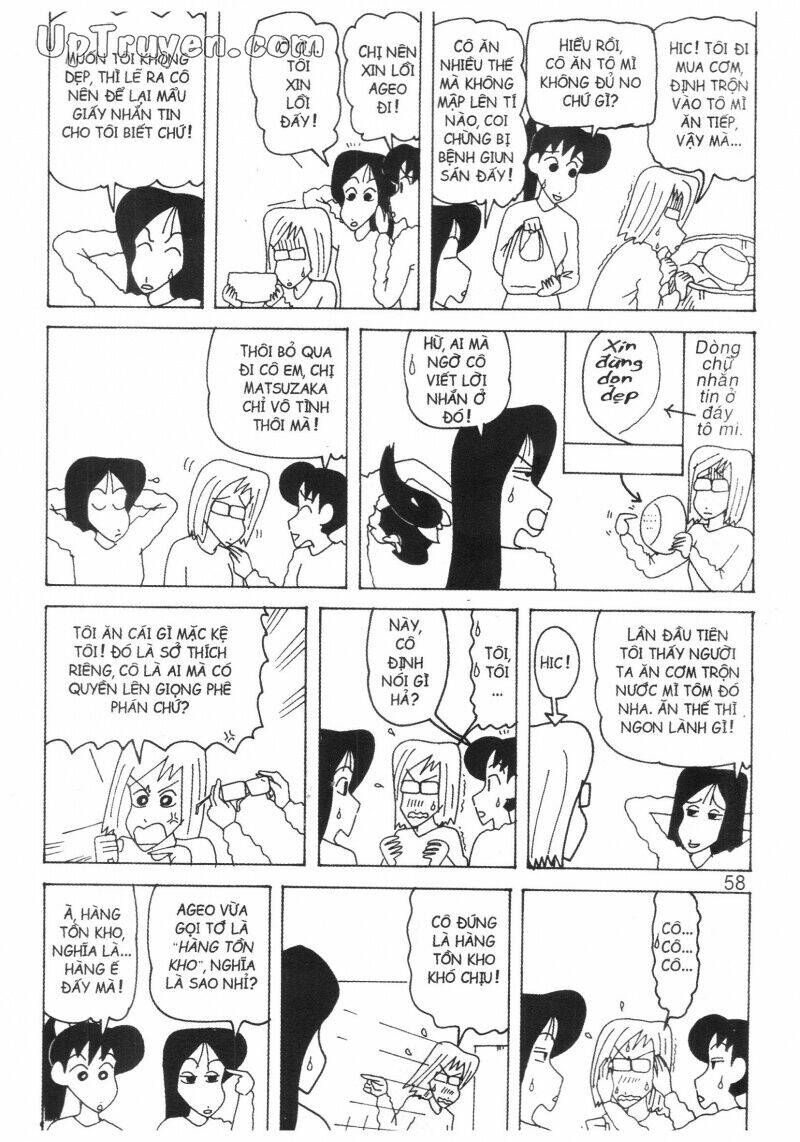 UpTruyen.com
HIC! TÔI ĐI
MUA CƠM,
ĐỊNH TRỘN
VÀO TÔ MÌ
ĂN TIẾP,
VẬY MÀ...
HIỂU RỒI,
CÔ ĂN TÔ MÌ
KHÔNG ĐỦ NO
CHỨ GÌ?
CÔ ĂN
NHIỀU THẾ
MÀ KHÔNG
MẬP LÊN TÍ
NÀO, COI
CHỪNG BỊ
BỆNH GIUN
SÁN ĐẤY!
CHỊ NÊN
XIN LỖI
AGEO
ĐI!
TÔI
XIN
LỖI
ĐẤY!
MUỐN TÔI KHÔNG
DẸP, THÌ LẼ RA CÔ
NÊN ĐỂ LẠI MẨU
GIẤY NHẮN TIN
CHO TÔI BIẾT CHỨ!
Dòng
chữ
nhăn
tin ở
đáy
tô mì.
Xin
đừng
dọn
dẹp
HỪ, AI MÀ
NGỜ CÔ
VIẾT LỜI
NHẮN Ở
ĐÓ!
THÔI BỎ QUA
ĐI CÔ EM, CHỊ
MATSUZAKA
CHỈ VÔ TÌNH
THÔI MÀ!
LẦN ĐẦU TIÊN
TÔI THẤY NGƯỜI
TA ĂN CƠM TRỘN
NƯỚC MÌ TÔM ĐÓ
NHA. ĂN THẾ THÌ
NGON LÀNH GÌ!
HIC!
TÔI,
TÔI
...
NÀY,
CÔ
ĐỊNH
NÓI GÌ
HẢ?
TÔI ĂN CÁI GÌ MẶC KỆ
TÔI! ĐÓ LÀ SỞ THÍCH
RIÊNG, CÔ LÀ AI MÀ CÓ
QUYỀN LÊN GIỌNG PHÊ
PHÁN CHỨ?
58
CÔ...
CÔ...
CÔ...
CÔ ĐÚNG
LÀ HÀNG
TỒN KHO
KHÓ CHỊU!
AGEO VỪA
GỌI TỚ LÀ
"HÀNG TỒN
KHO", NGHĨA
LÀ SAO NHỈ?
À, HÀNG
TỒN KHO,
NGHĨA LÀ...
HÀNG Ế
ĐẤY MÀ!